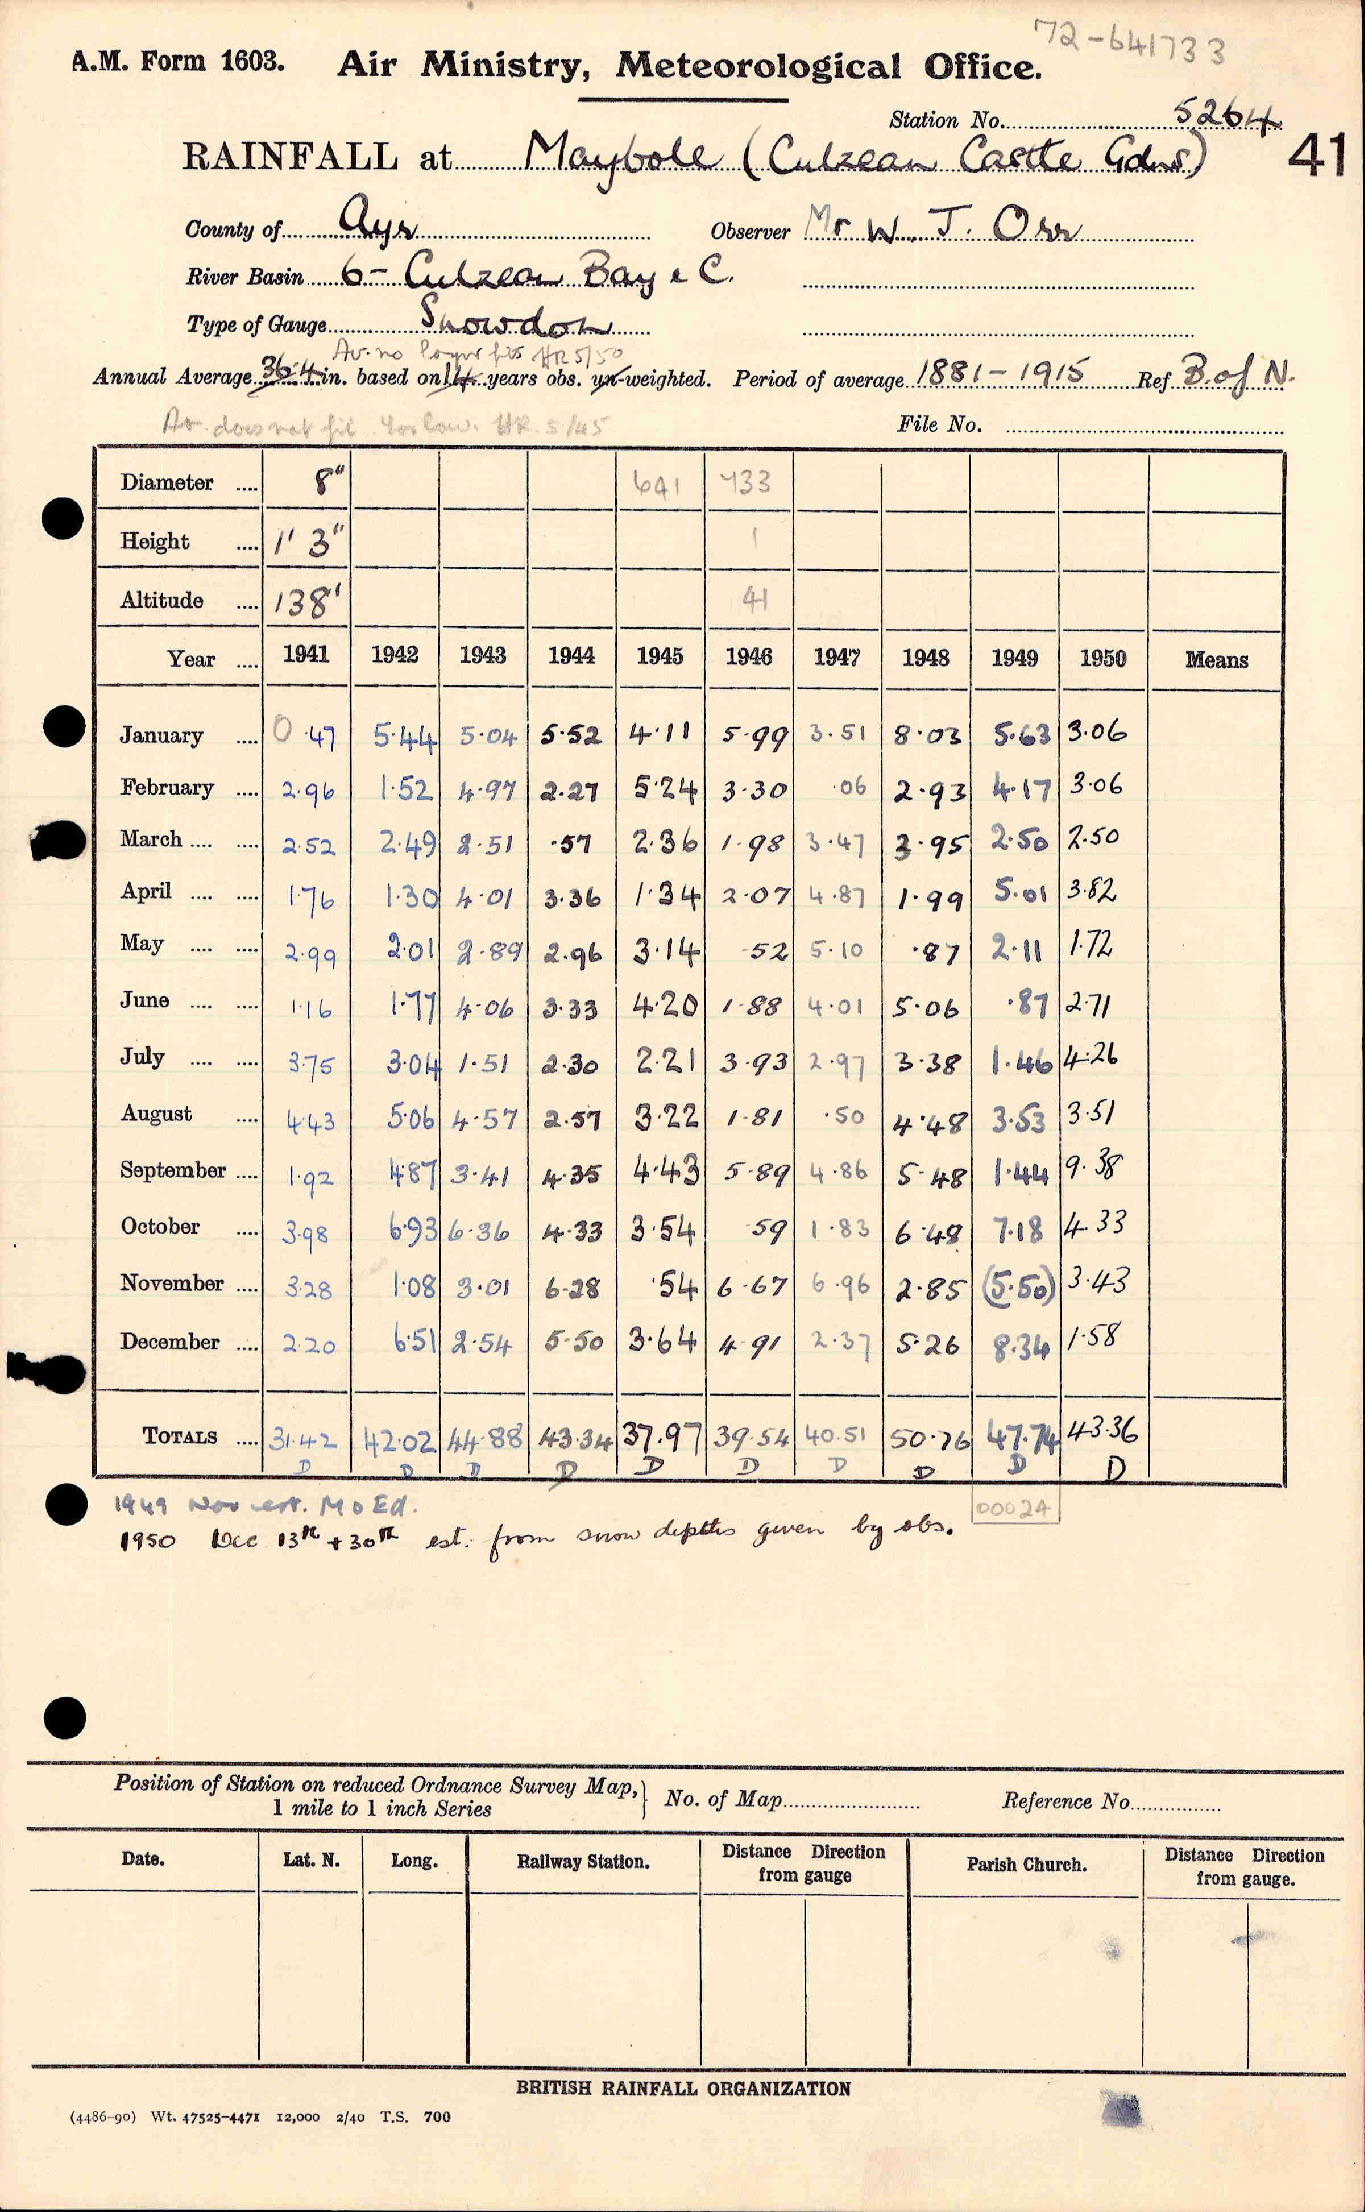 72-641733
A.M. Form 1603. Air Ministry, Meteorological Office.
Station No. 5264
RAINFALL at Maybole (Culzean Castle Gdns) 41
County of Ayr Observer Mr W. J. Orr
River Basin 6- Culzean Bay & C.
Type of Gauge Snowdon
Av. no longer fits HR 5/50
Annual Average 36.4 in. based on 14 years obs. un-weighted. Period of average 1881-1915 Ref B. of N.
Av. does not fit. Too low. HR. 5/45 File No.
Diameter .... 8" 641 733
Height .... 1' 3" 1
Altitude .... 138' 41
Year .... 1941 1942 1943 1944 1945 1946 1947 1948 1949 1950 Means
January .... 0.47 5.44 5.04 5.52 4.11 5.99 3.51 8.03 5.63 3.06
February .... 2.96 1.52 4.97 2.27 5.24 3.30 .06 2.93 4.17 3.06
March .... .... 2.52 2.49 2.51 .57 2.36 1.98 3.47 3.95 2.50 2.50
April .... .... 1.76 1.30 4.01 3.36 1.34 2.07 4.87 1.99 5.01 3.82
May .... .... 2.99 2.01 2.89 2.96 3.14 .52 5.10 .87 2.11 1.72
June .... .... 1.16 1.77 4.06 3.33 4.20 1.88 4.01 5.06 .87 2.71
July .... .... 3.75 3.04 1.51 2.30 2.21 3.93 2.97 3.38 1.46 4.26
August .... 4.43 5.06 4.57 2.57 3.22 1.81 .50 4.48 3.53 3.51
September .... 1.92 4.87 3.41 4.35 4.43 5.89 4.86 5.48 1.44 9.38
October .... 3.98 6.93 6.36 4.33 3.54 .59 1.83 6.48 7.18 4.33
November .... 3.28 1.08 3.01 6.28 .54 6.67 6.96 2.85 (5.50) 3.43
December .... 2.20 6.51 2.54 5.50 3.64 4.91 2.37 5.26 8.34 1.58
TOTALS .... 31.42 42.02 44.88 43.34 37.97 39.54 40.51 50.76 47.74 43.36
D D D D D D D D D D
1949 Nov est. M O Ed. 00024
1950 Dec 13th + 30th est. from snow depths given by obs.
Position of Station on reduced Ordnance Survey Map, 1 mile to 1 inch Series } No. of Map Reference No.
Date. Lat. N. Long. Railway Station. Distance Direction from gauge Parish Church. Distance Direction from gauge.
BRITISH RAINFALL ORGANIZATION
(4486-90) Wt. 47525-4471 12,000 2/40 T.S. 700